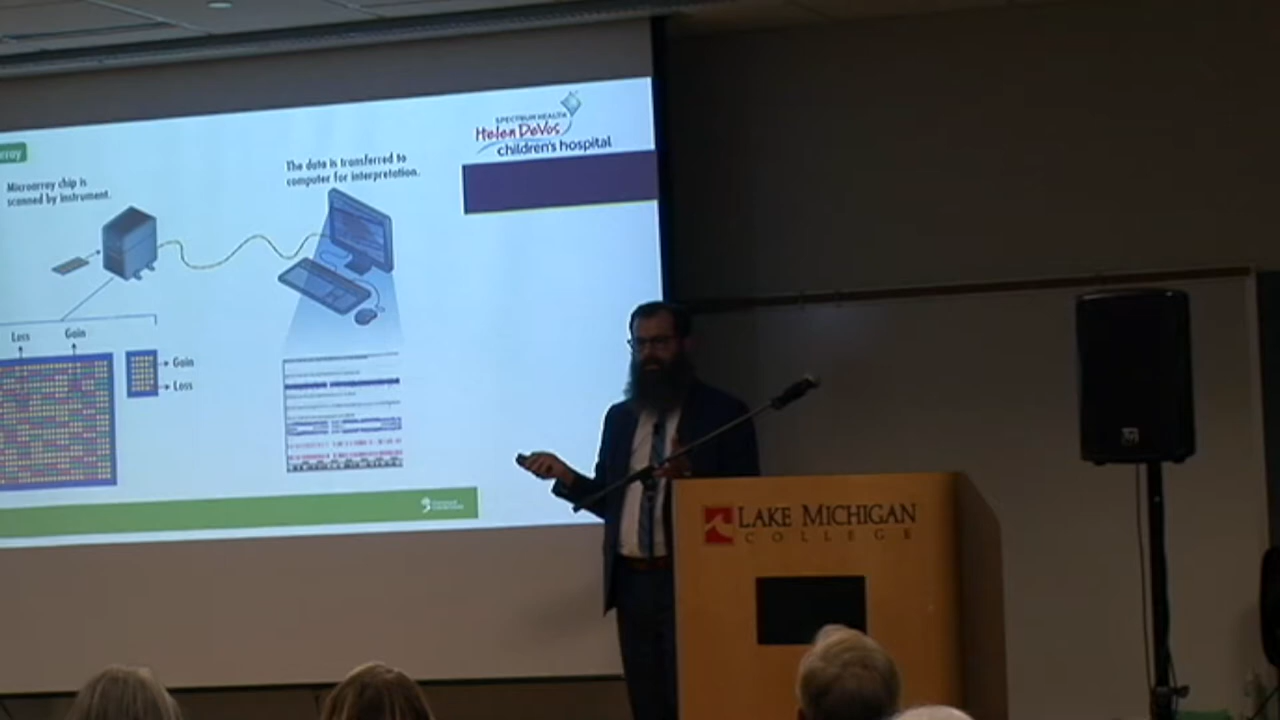 rray
Microarray chip is
scanned by instrument.
The data is transferred to
computer for interpretation.
SPECTRUM HEALTH
Helen DeVos
children's hospital
Loss
Gain
Gain
Loss
LAKE MICHIGAN
COLLEGE